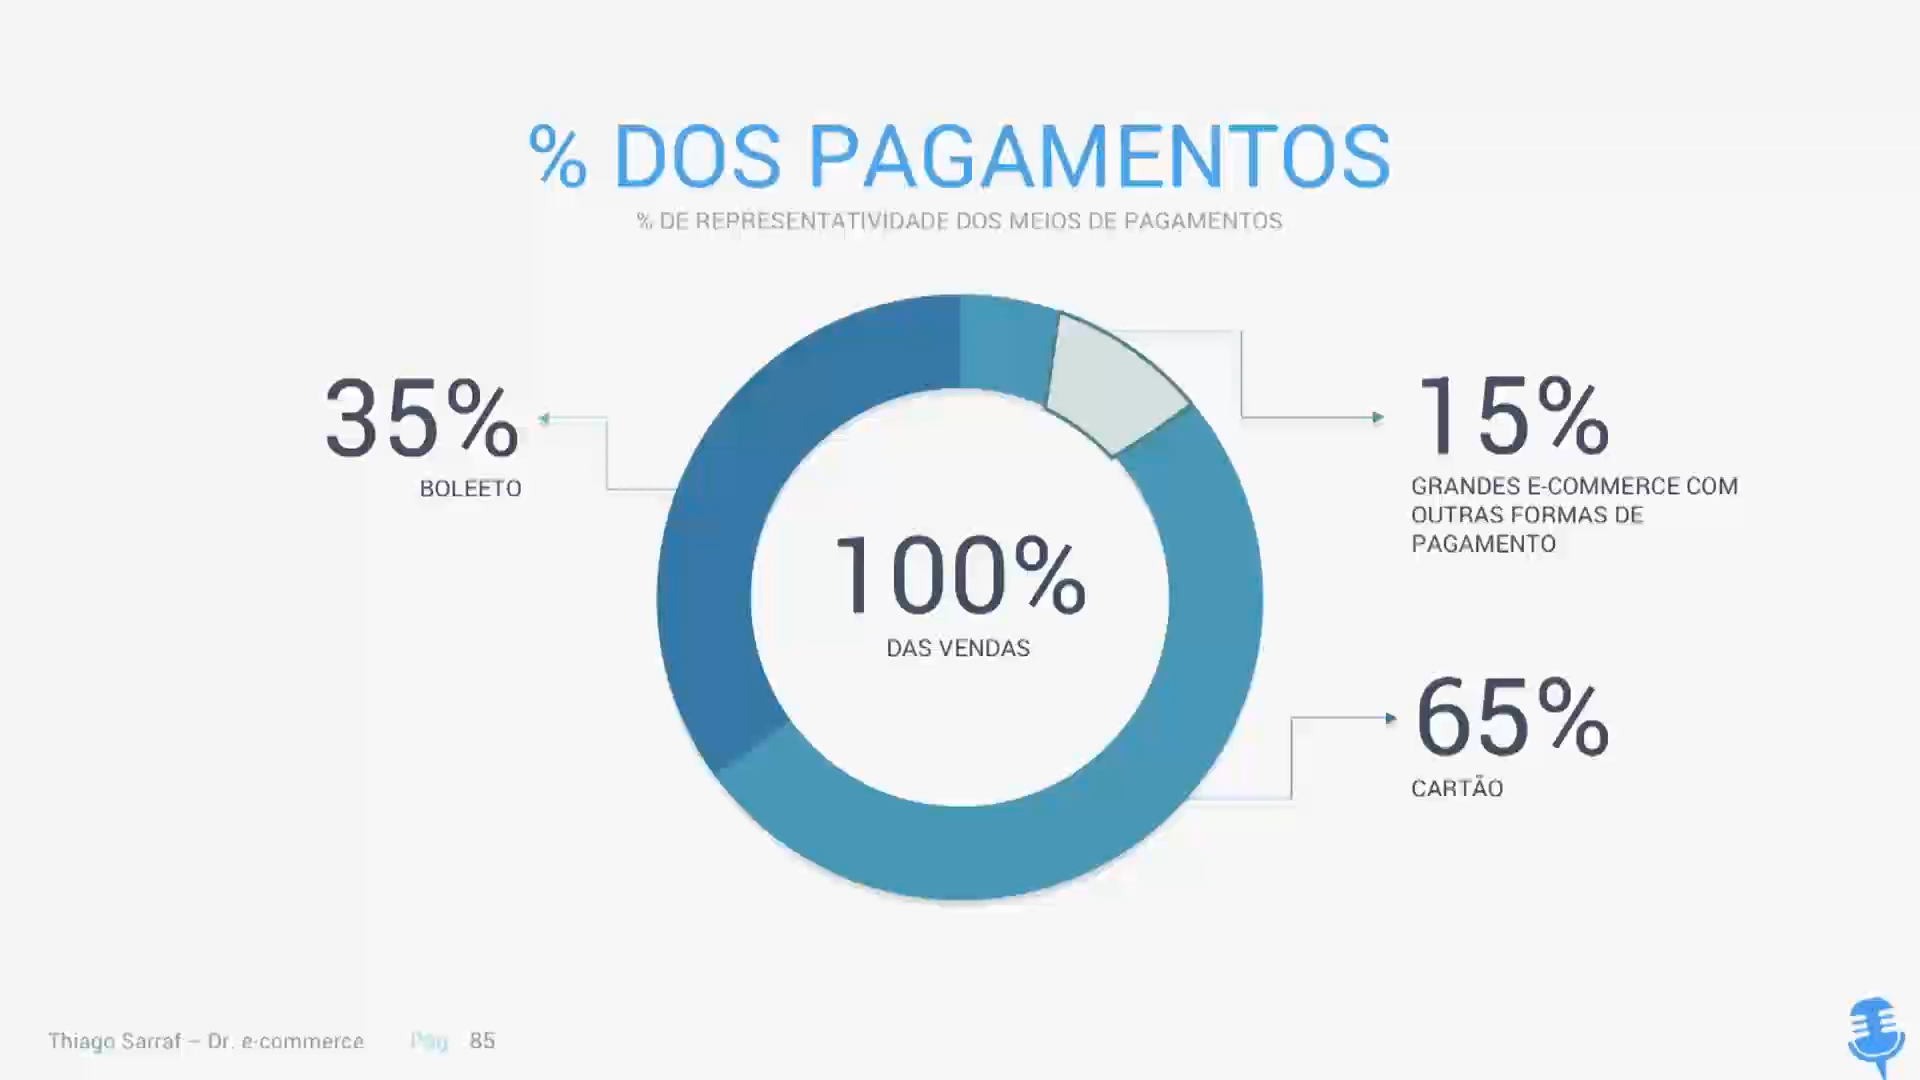 % DOS PAGAMENTOS
% DE REPRESENTATIVIDADE DOS MEIOS DE PAGAMENTOS
35%
BOLEETO
15%
GRANDES E-COMMERCE COM
OUTRAS FORMAS DE
PAGAMENTO
100%
DAS VENDAS
65%
CARTÃO
Thiago Sarraf – Dr. e-commerce Pág 85